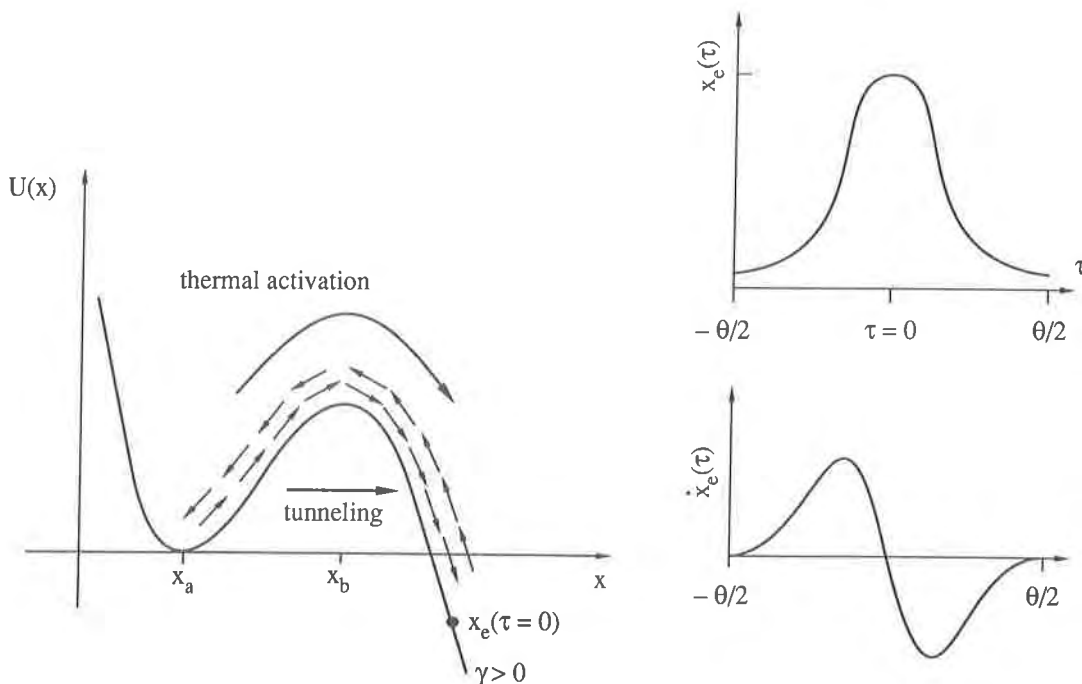 U(x)
thermal activation
tunneling
x_a
x_b
x
x_e(τ = 0)
γ > 0
x_e(τ)
τ
− θ/2
τ = 0
θ/2
ẋ_e(τ)
− θ/2
θ/2